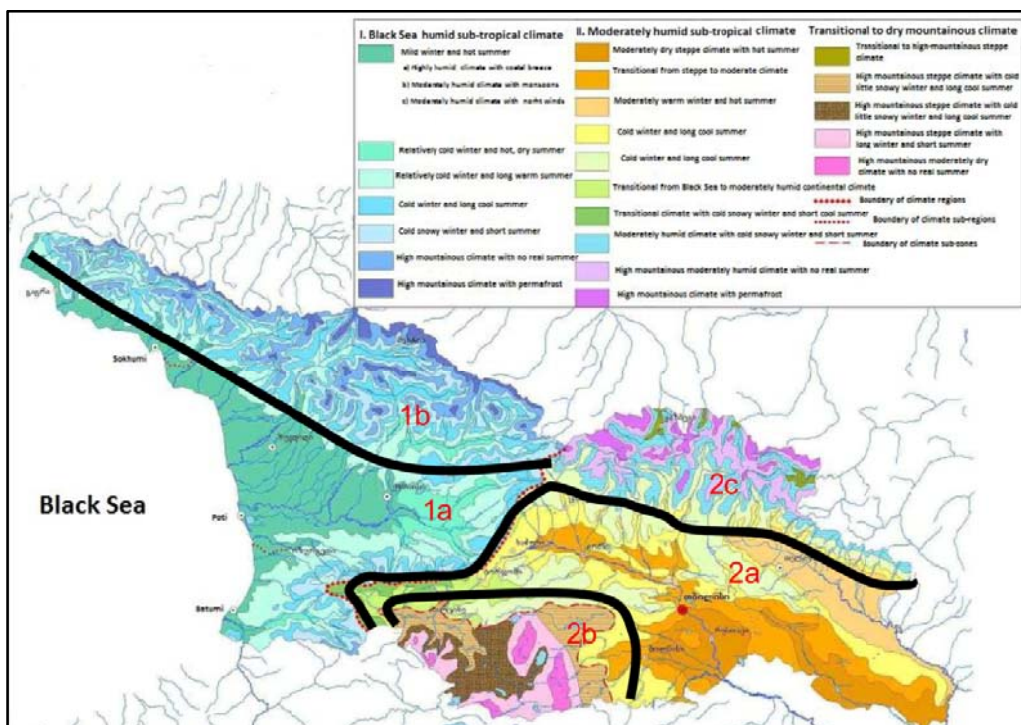 I. Black Sea humid sub-tropical climate
Mild winter and hot summer
a) Highly humid climate with costal breeze
b) Moderately humid climate with monsoons
c) Moderately humid climate with norht winds
Relatively cold winter and hot, dry summer
Relatively cold winter and long warm summer
Cold winter and long cool summer
Cold snowy winter and short summer
High mountainous climate with no real summer
High mountainous climate with permafrost
II. Moderately humid sub-tropical climate
Moderately dry steppe climate with hot summer
Transitional from steppe to moderate climate
Moderately warm winter and hot summer
Cold winter and long cool summer
Cold winter and long cool summer
Transitional from Black Sea to moderately humid continental climate
Transitional climate with cold snowy winter and short cool summer
Moderately humid climate with cold snowy winter and short summer
High mountainous moderately humid climate with no real summer
High mountainous climate with permafrost
Transitional to dry mountainous climate
Transitional to high-mountainous steppe
climate
High mountainous steppe climate with cold
little snowy winter and long cool summer
High mountainous steppe climate with cold
little snowy winter and long cool summer
High mountainous steppe climate with
long winter and short summer
High mountainous moderately dry
climate with no real summer
Boundary of climate regions
Boundary of climate sub-regions
Boundary of climate sub-zones
Sokhumi
1b
2c
Black Sea
1a
Poti
2a
Batumi
2b